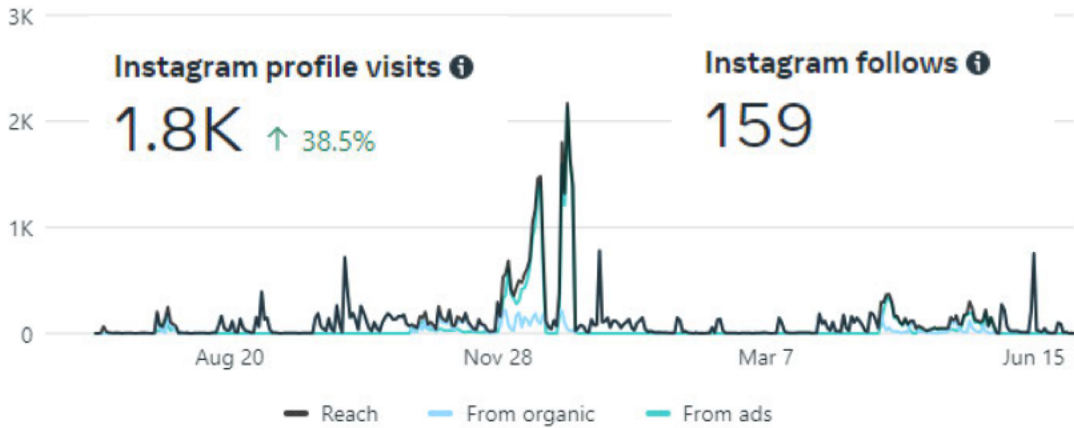 3K
Instagram profile visits
Instagram follows
1.8K ↑ 38.5%
159
2K
1K
0
Aug 20 Nov 28 Mar 7 Jun 15
Reach From organic From ads